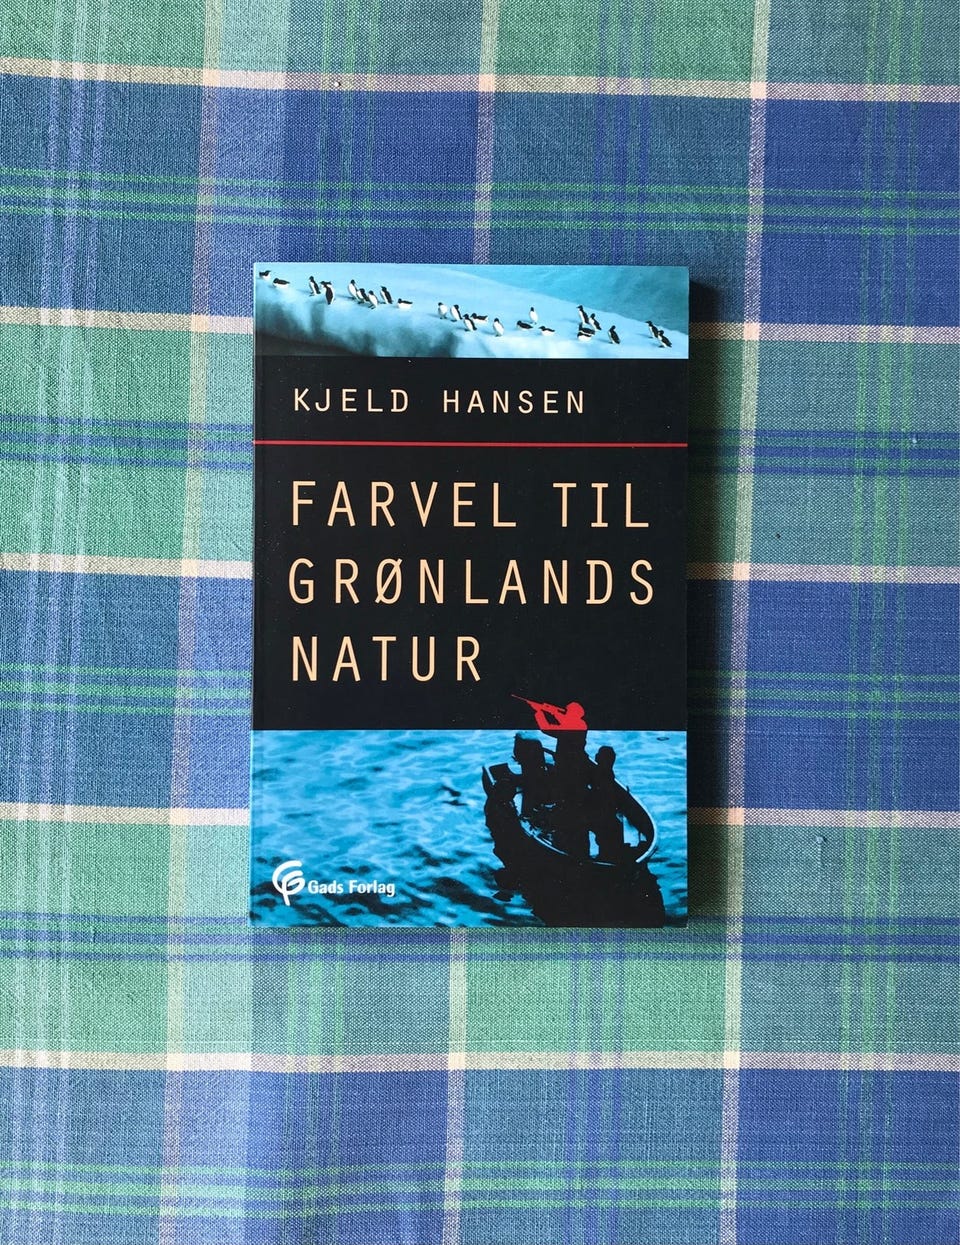 KJELD HANSEN
FARVEL TIL
GRØNLANDS
NATUR
Gads Forlag